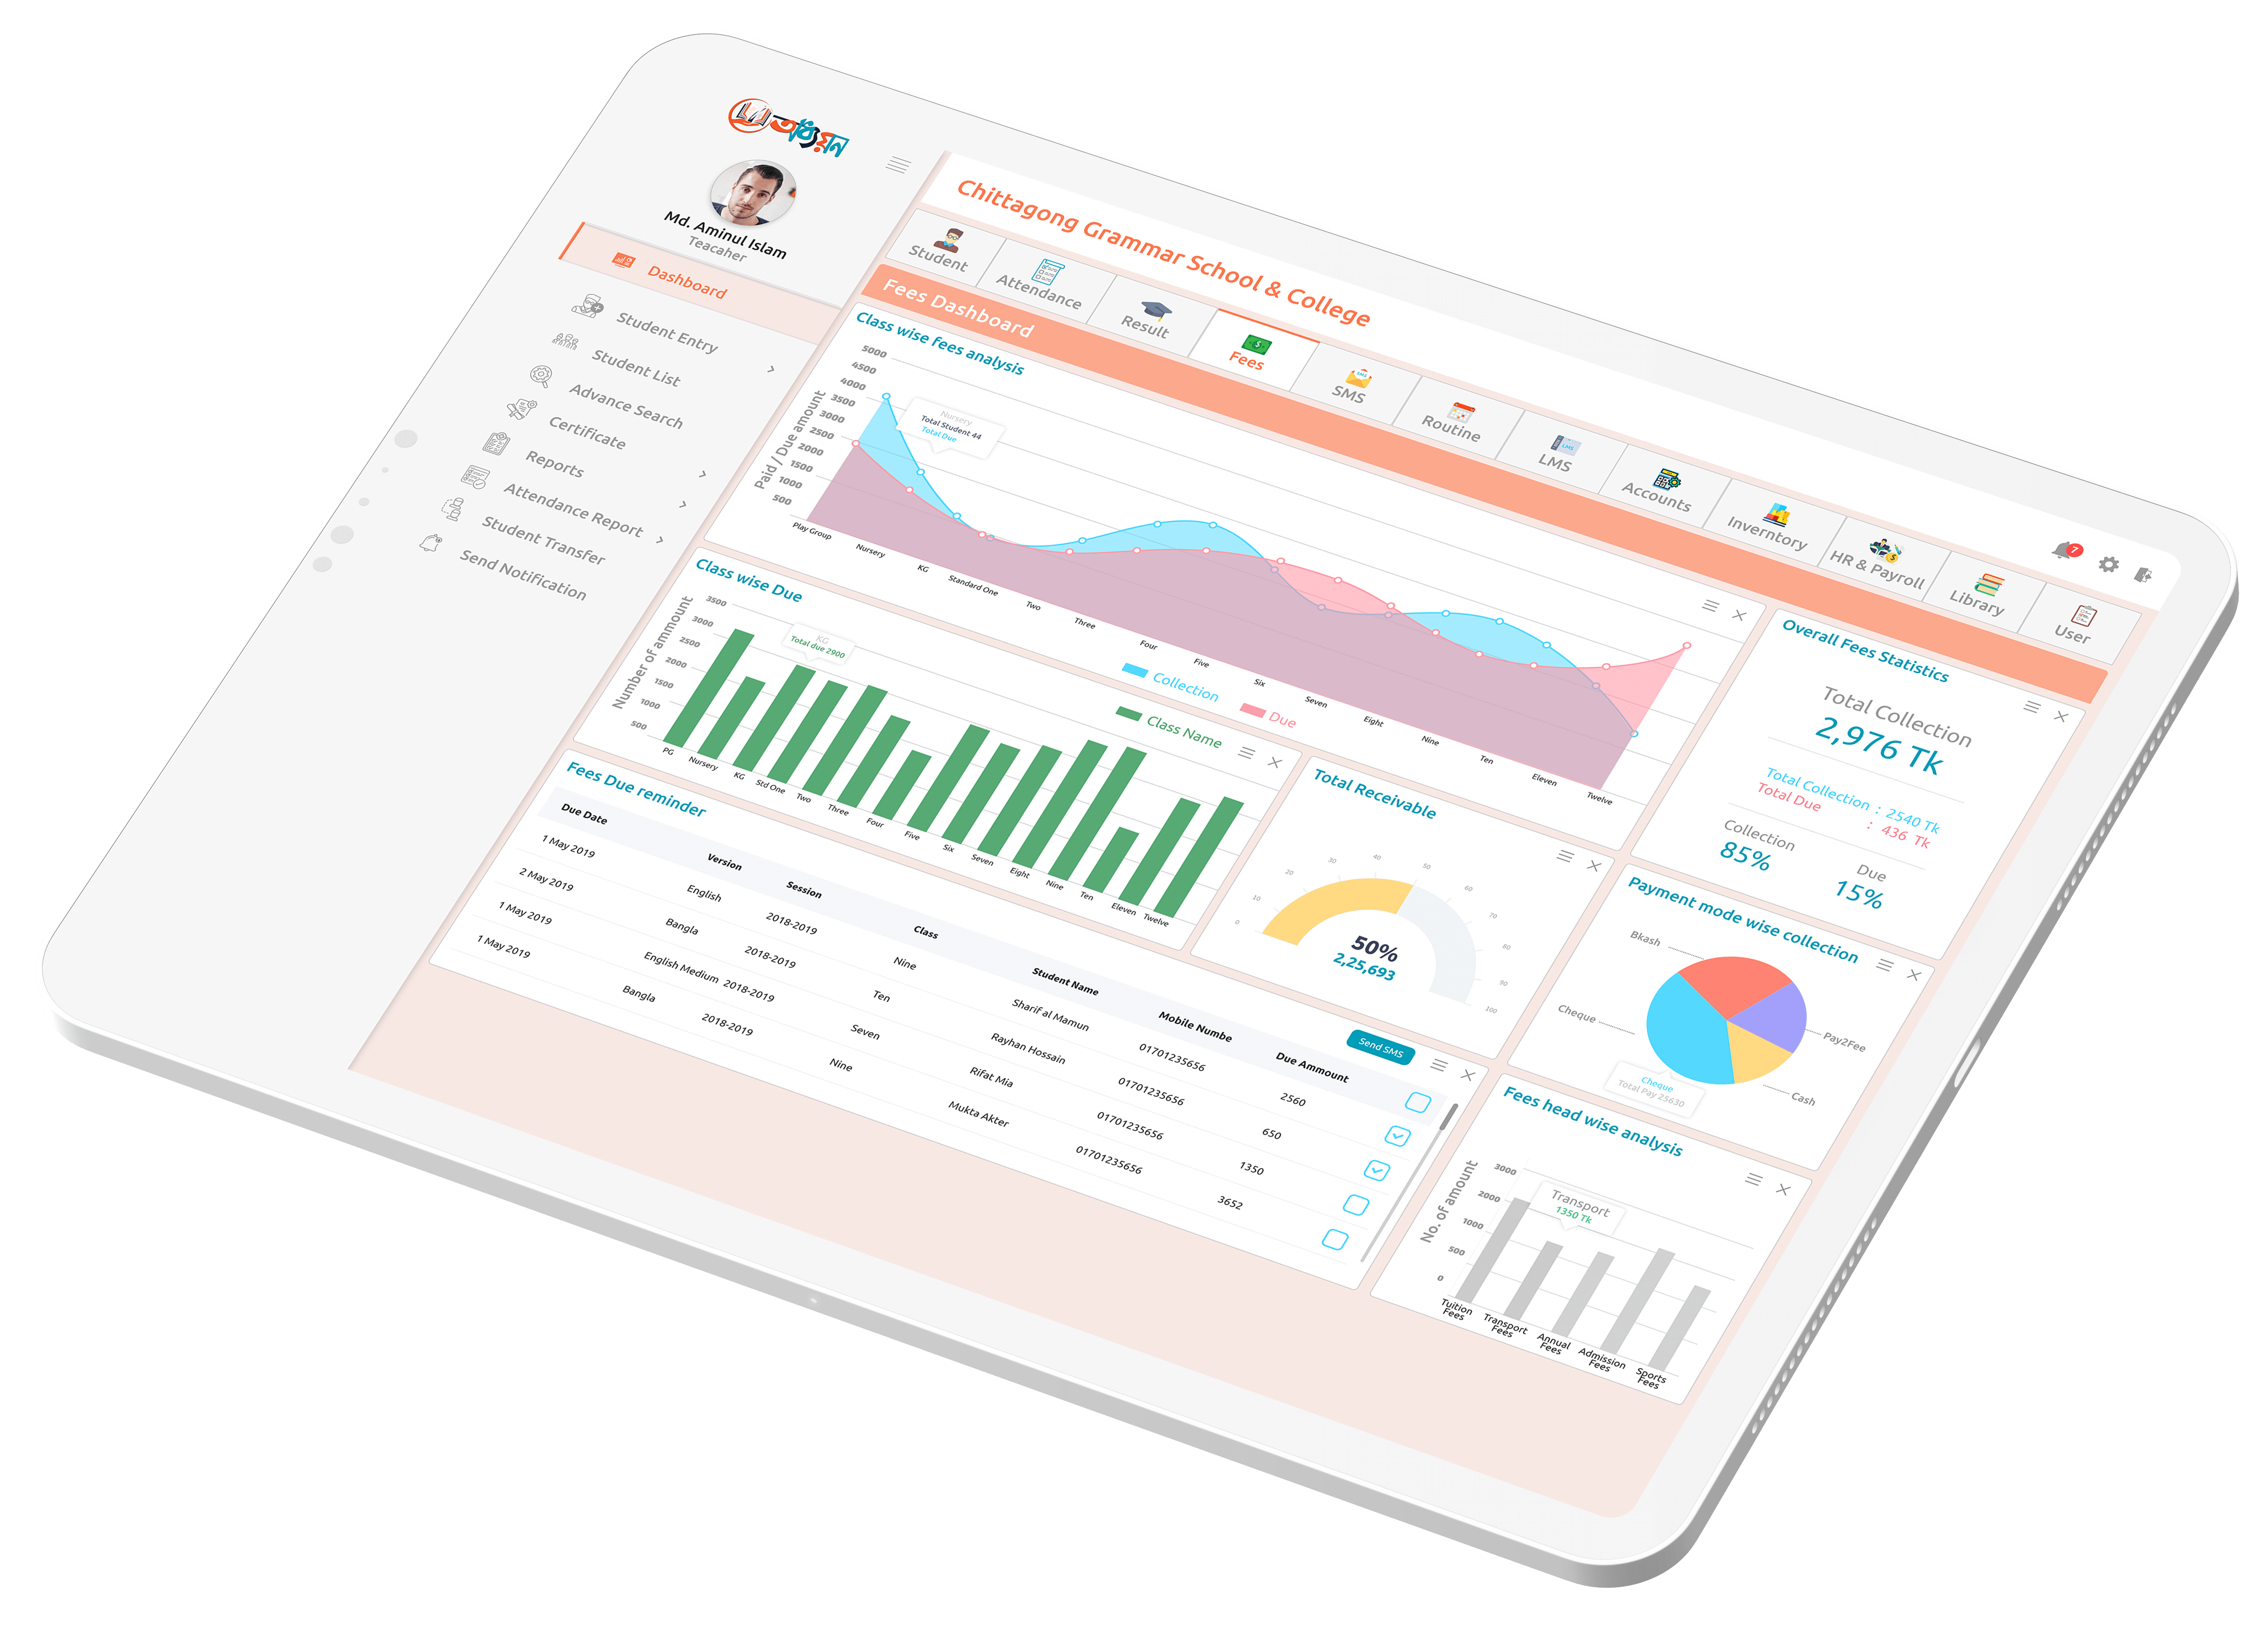 অধ্যয়ন
Md. Aminul Islam
Teacaher
Dashboard
Student Entry
Student List
Advance Search
Certificate
Reports
Attendance Report
Student Transfer
Send Notification
Chittagong Grammar School & College
7
Student
Attendance
Result
Fees
SMS
Routine
LMS
Accounts
Inverntory
HR & Payroll
Library
User
Fees Dashboard
Class wise fees analysis
Paid / Due amount
5000
4500
4000
3500
3000
2500
2000
1500
1000
500
Nursery
Total Student 44
Total Due
Play Group
Nursery
KG
Standard One
Two
Three
Four
Five
Six
Seven
Eight
Nine
Ten
Eleven
Twelve
Collection
Due
Overall Fees Statistics
Total Collection
2,976 Tk
Total Collection : 2540 Tk
Total Due : 436 Tk
Collection
85%
Due
15%
Class wise Due
Class Name
Number of ammount
3500
3000
2500
2000
1500
1000
500
KG
Total due 2900
PG
Nursery
KG
Std One
Two
Three
Four
Five
Six
Seven
Eight
Nine
Ten
Eleven
Twelve
Total Receivable
0
10
20
30
40
50
60
70
80
90
100
50%
2,25,693
Payment mode wise collection
Bkash
Cheque
Pay2Fee
Cash
Cheque
Total Pay 25630
Fees Due reminder
Send SMS
Due Date Version Session Class Student Name Mobile Numbe Due Ammount
1 May 2019 English 2018-2019 Nine Sharif al Mamun 01701235656 2560
2 May 2019 Bangla 2018-2019 Ten Rayhan Hossain 01701235656 650
1 May 2019 English Medium 2018-2019 Seven Rifat Mia 01701235656 1350
1 May 2019 Bangla 2018-2019 Nine Mukta Akter 01701235656 3652
Fees head wise analysis
No. of amount
3000
2000
1000
500
0
Transport
1350 Tk
Tuition Fees
Transport Fees
Annual Fees
Admission Fees
Sports Fees